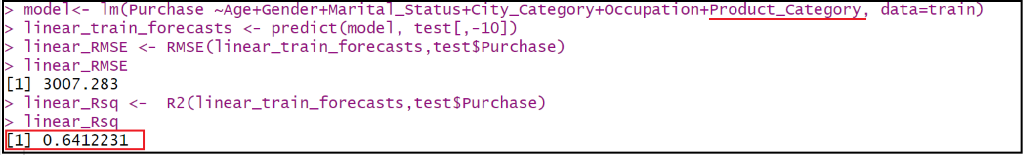 > model<- lm(Purchase ~Age+Gender+Marital_Status+City_Category+Occupation+Product_Category, data=train)
> linear_train_forecasts <- predict(model, test[,-10])
> linear_RMSE <- RMSE(linear_train_forecasts,test$Purchase)
> linear_RMSE
[1] 3007.283
> linear_Rsq <-  R2(linear_train_forecasts,test$Purchase)
> linear_Rsq
[1] 0.6412231